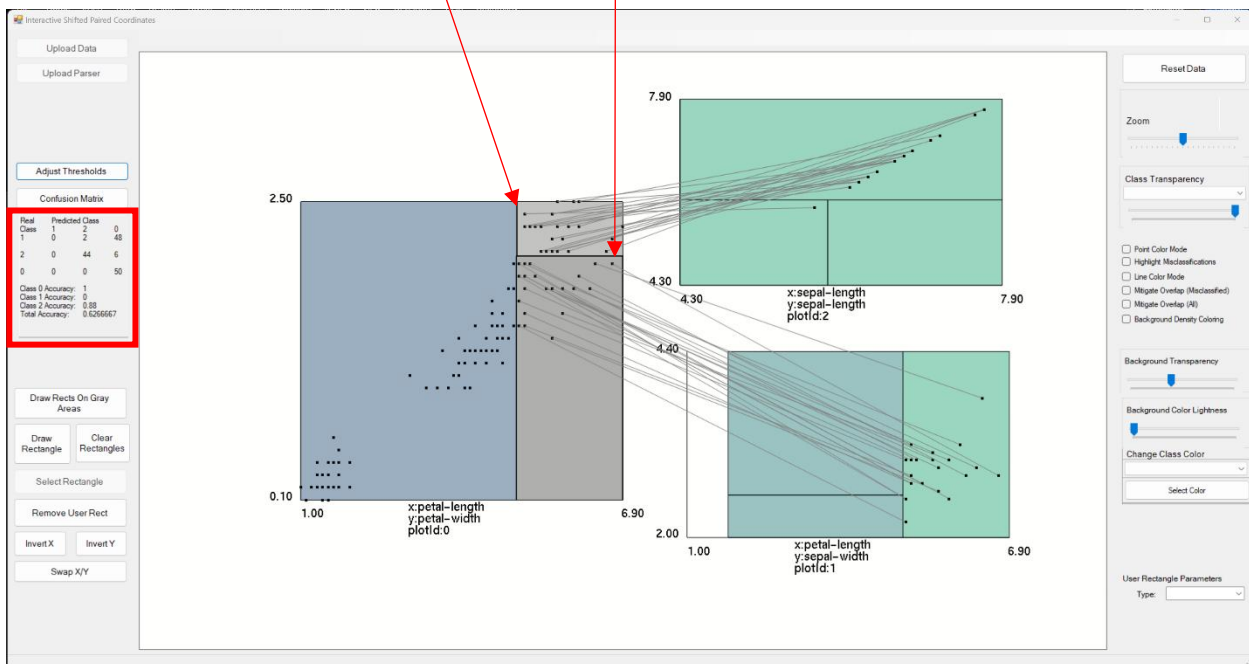 Interactive Shifted Paired Coordinates
Upload Data
Upload Parser
Adjust Thresholds
Confusion Matrix
Real Predicted Class
Class 1 2 0
1 0 2 48
2 0 44 6
0 0 0 50
Class 0 Accuracy: 1
Class 1 Accuracy: 0
Class 2 Accuracy: 0.88
Total Accuracy: 0.6266667
Draw Rects On Gray
Areas
Draw
Rectangle
Clear
Rectangles
Select Rectangle
Remove User Rect
Invert X
Invert Y
Swap X/Y
2.50
0.10
1.00
6.90
x:petal-length
y:petal-width
plotId:0
7.90
4.30
4.30
7.90
x:sepal-length
y:sepal-length
plotId:2
4.40
2.00
1.00
6.90
x:petal-length
y:sepal-width
plotId:1
Reset Data
Zoom
Class Transparency
Point Color Mode
Highlight Misclassifications
Line Color Mode
Mitigate Overlap (Misclassified)
Mitigate Overlap (All)
Background Density Coloring
Background Transparency
Background Color Lightness
Change Class Color
Select Color
User Rectangle Parameters
Type: